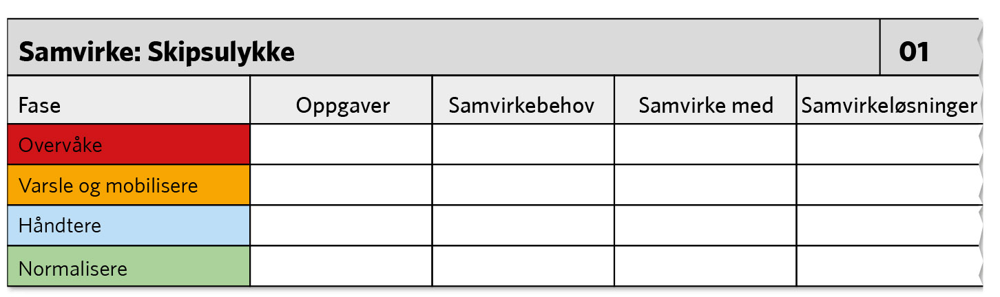 Samvirke: Skipsulykke 01
Fase Oppgaver Samvirkebehov Samvirke med Samvirkeløsninger
Overvåke
Varsle og mobilisere
Håndtere
Normalisere